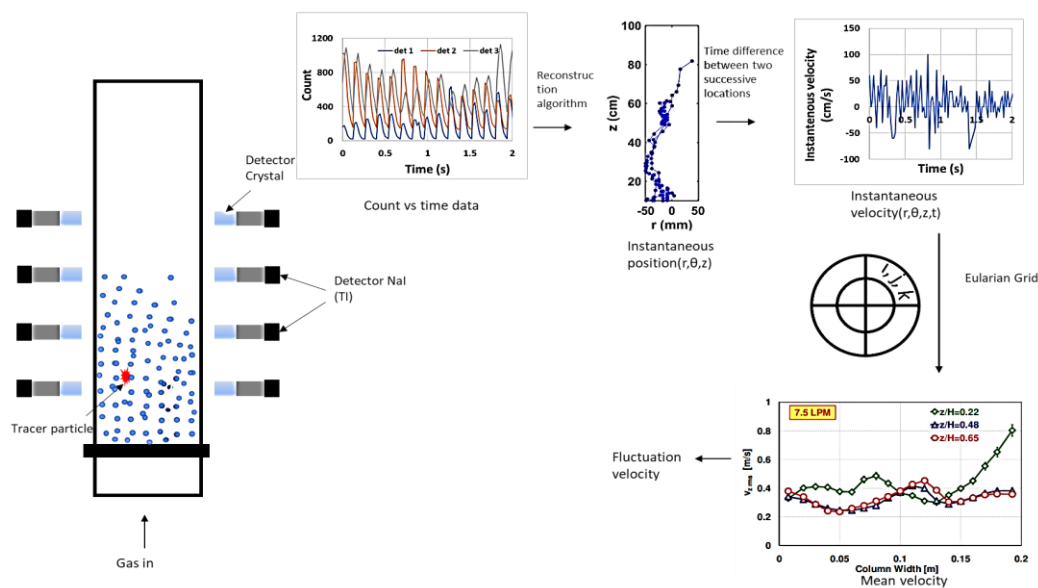 1200
800
400
0
Count
det 1 det 2 det 3
0 0.5 1 1.5 2
Time (s)
Count vs time data
Reconstruc
tion
algorithm
100
80
60
40
20
z (cm)
-50 0 50
r (mm)
Instantaneous
position(r,θ,z)
Time difference
between two
successive
locations
100
50
0
-50
-100
Instantenous velocity
(cm/s)
0 0.5 1 1.5 2
Time (s)
Instantaneous
velocity(r,θ,z,t)
Detector
Crystal
Detector NaI
(Tl)
Tracer particle
Gas in
i, j, k
Eularian Grid
7.5 LPM
z/H=0.22
z/H=0.48
z/H=0.65
1
0.8
0.6
0.4
0.2
0
[m/s]
0 0.05 0.1 0.15 0.2
Column Width [m]
Mean velocity
Fluctuation
velocity